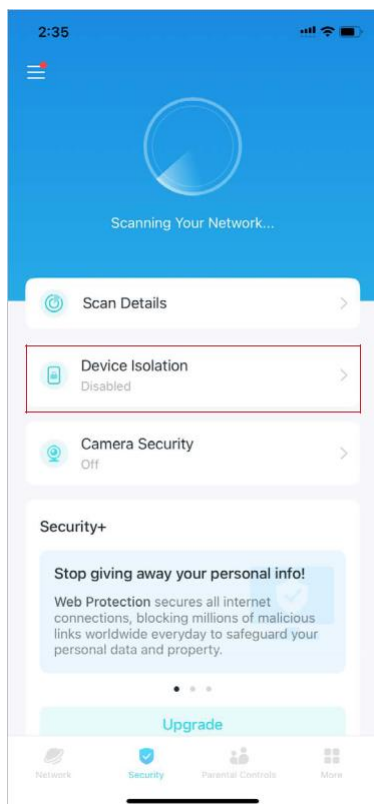 2:35
Scanning Your Network...
Scan Details
Device Isolation
Disabled
Camera Security
Off
Security+
Stop giving away your personal info!
Web Protection secures all internet
connections, blocking millions of malicious
links worldwide everyday to safeguard your
personal data and property.
Upgrade
Network Security Parental Controls More